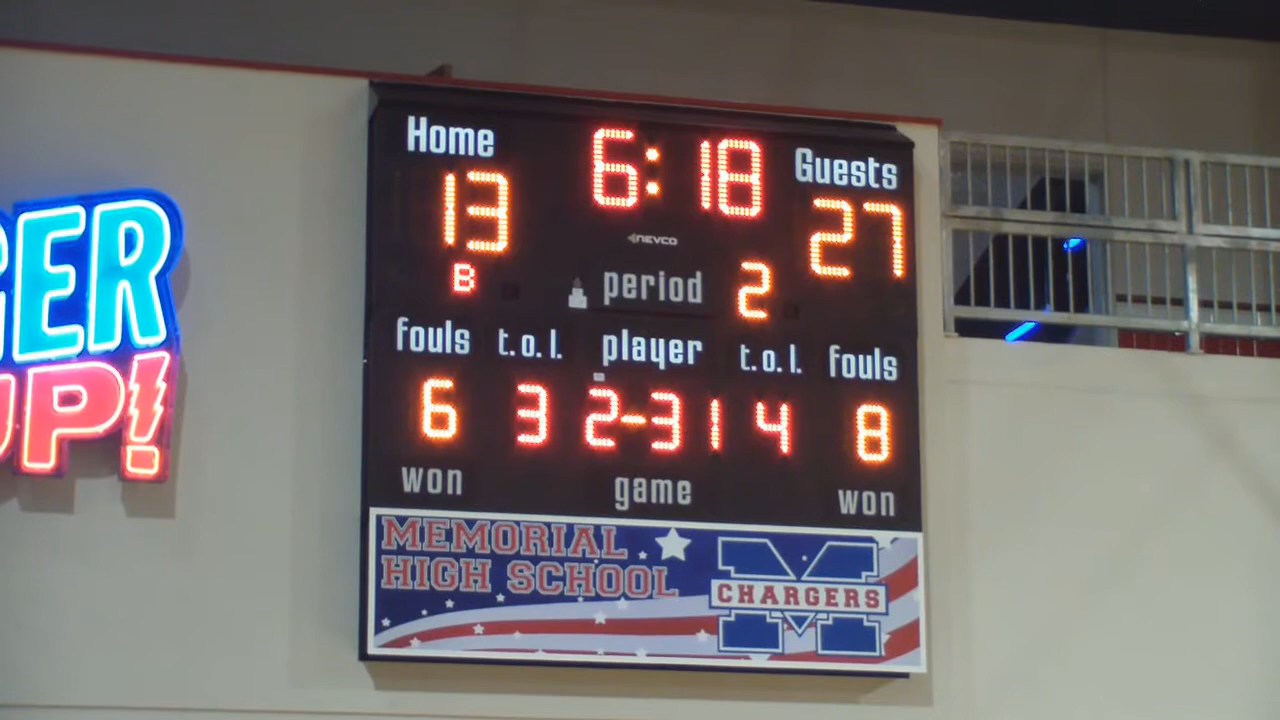 Home 6:18 Guests
13 27
NEVCO
B period 2
fouls t.o.l. player t.o.l. fouls
6 3 2-31 4 8
won game won
MEMORIAL
HIGH SCHOOL
CHARGERS
GER
UP!